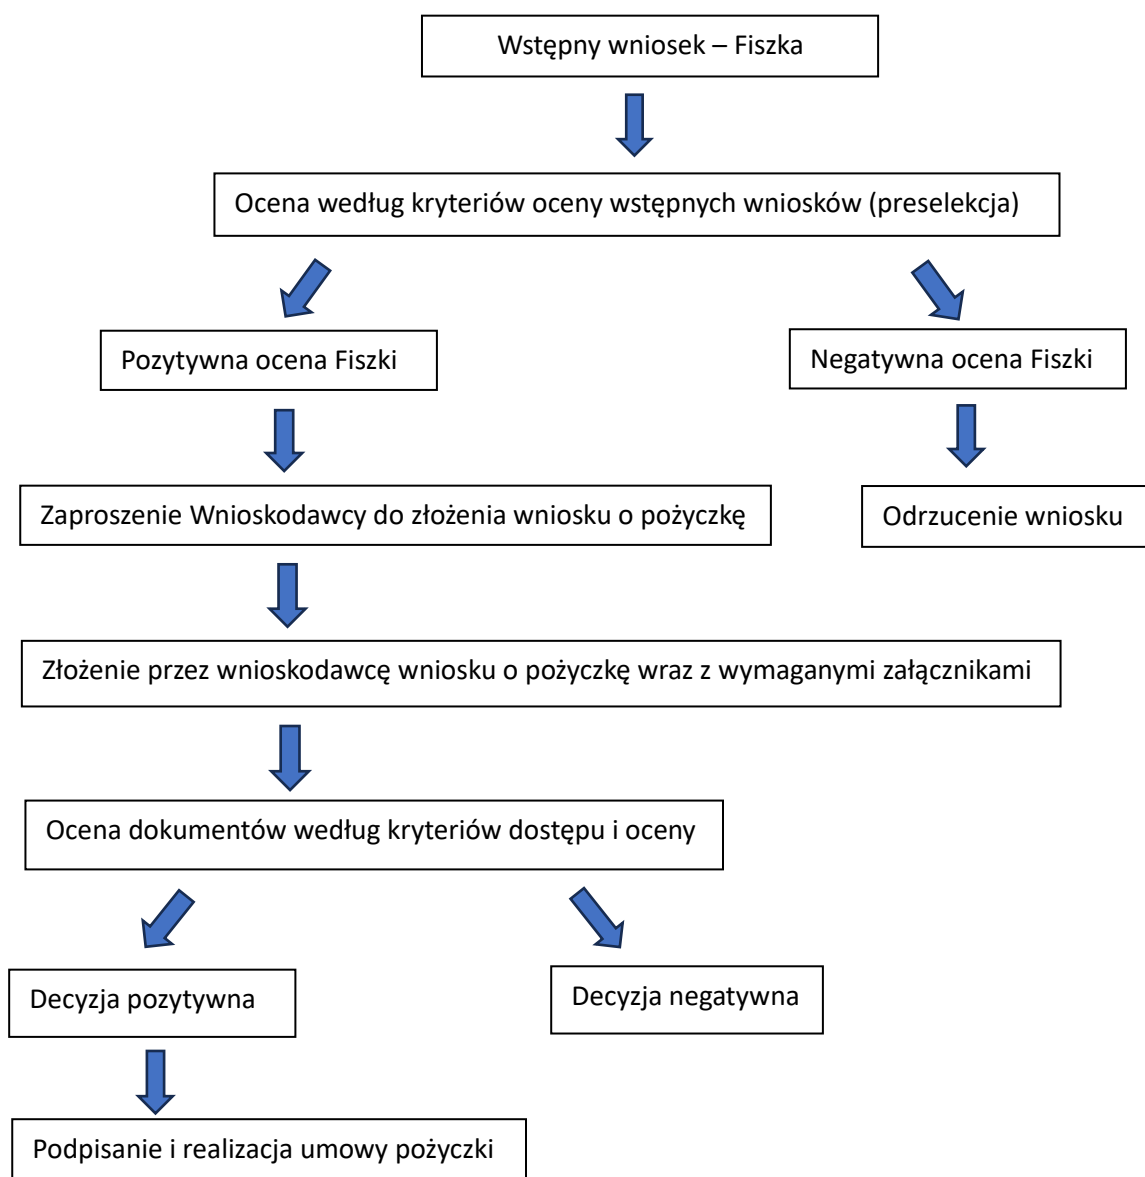 Wstępny wniosek – Fiszka
Ocena według kryteriów oceny wstępnych wniosków (preselekcja)
Pozytywna ocena Fiszki
Negatywna ocena Fiszki
Zaproszenie Wnioskodawcy do złożenia wniosku o pożyczkę
Odrzucenie wniosku
Złożenie przez wnioskodawcę wniosku o pożyczkę wraz z wymaganymi załącznikami
Ocena dokumentów według kryteriów dostępu i oceny
Decyzja pozytywna
Decyzja negatywna
Podpisanie i realizacja umowy pożyczki